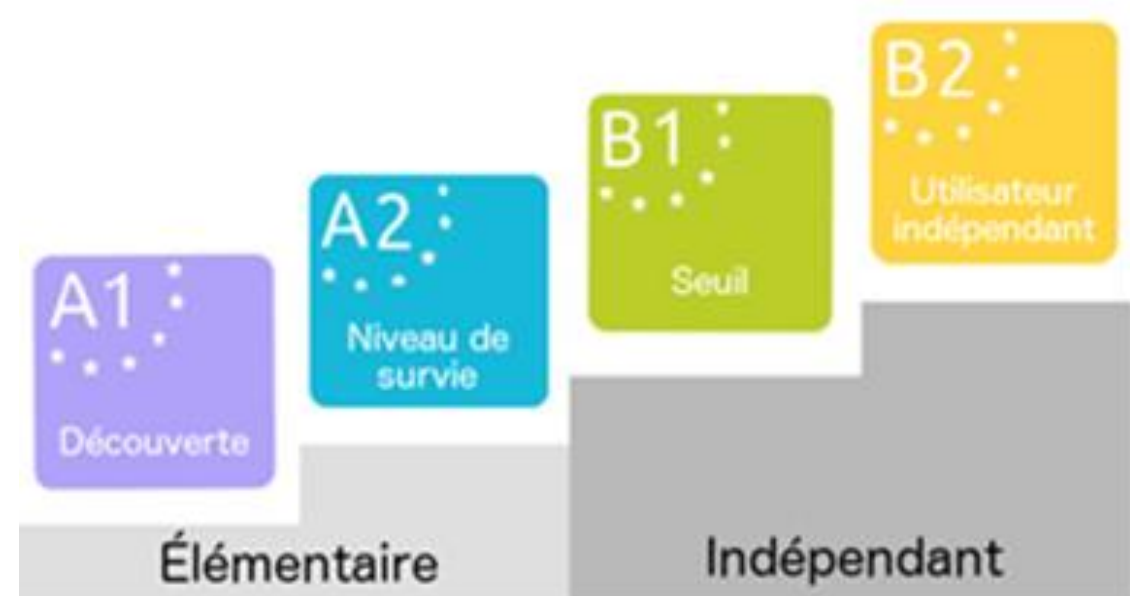 A1
Découverte
A2
Niveau de
survie
B1
Seuil
B2
Utilisateur
indépendant
Élémentaire
Indépendant